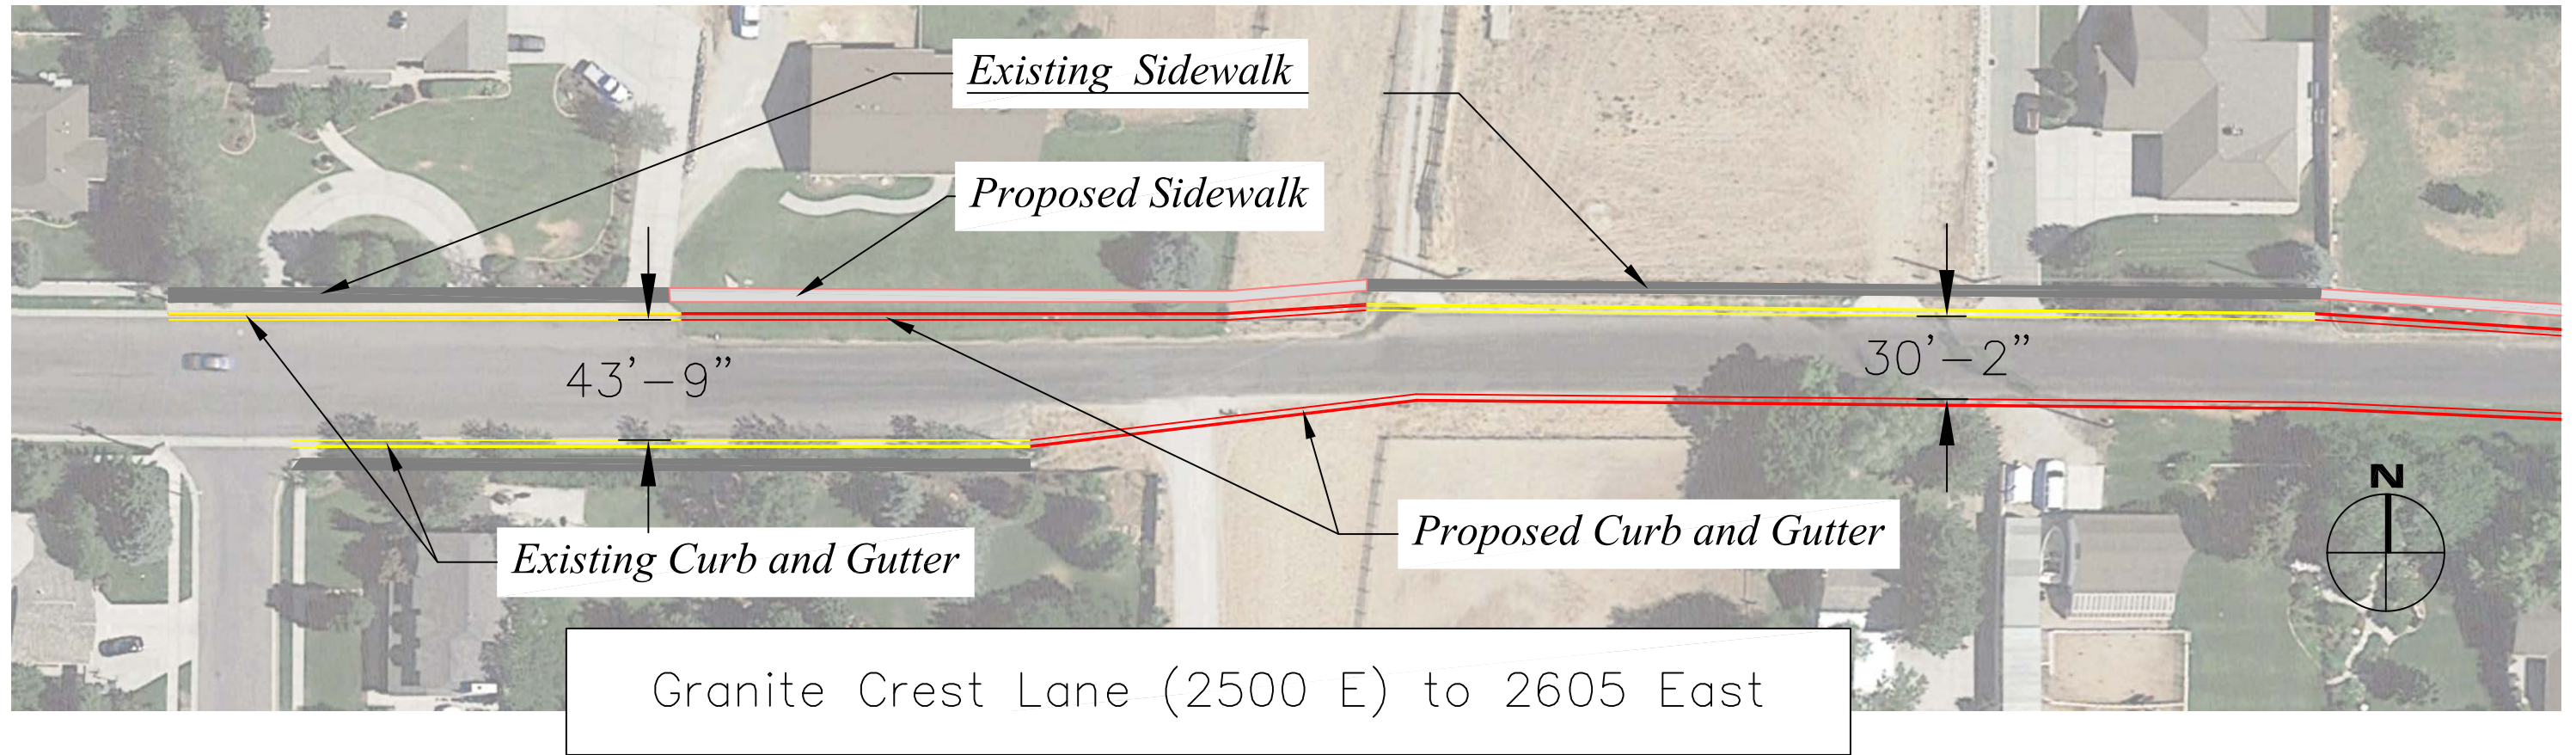 Existing Sidewalk
Proposed Sidewalk
43'-9"
30'-2"
N
Existing Curb and Gutter
Proposed Curb and Gutter
Granite Crest Lane (2500 E) to 2605 East